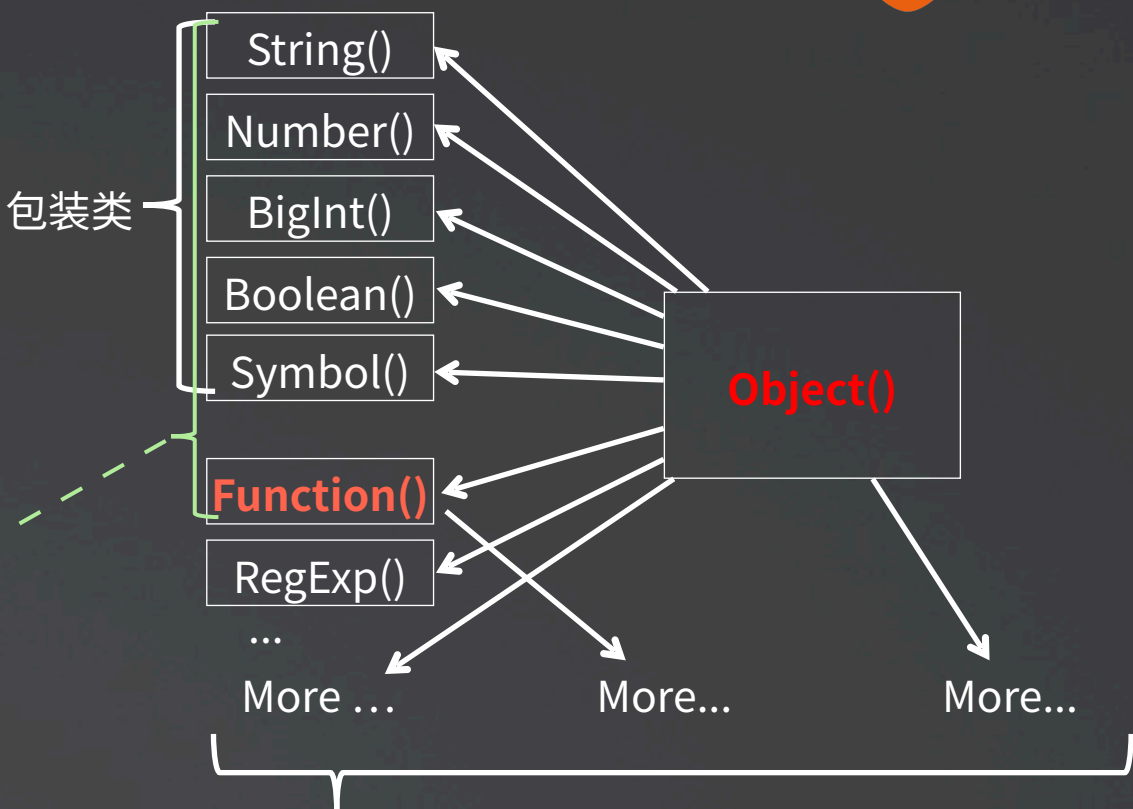 String()
Number()
包装类
BigInt()
Boolean()
Symbol()
Object()
Function()
RegExp()
...
More ...
More...
More...